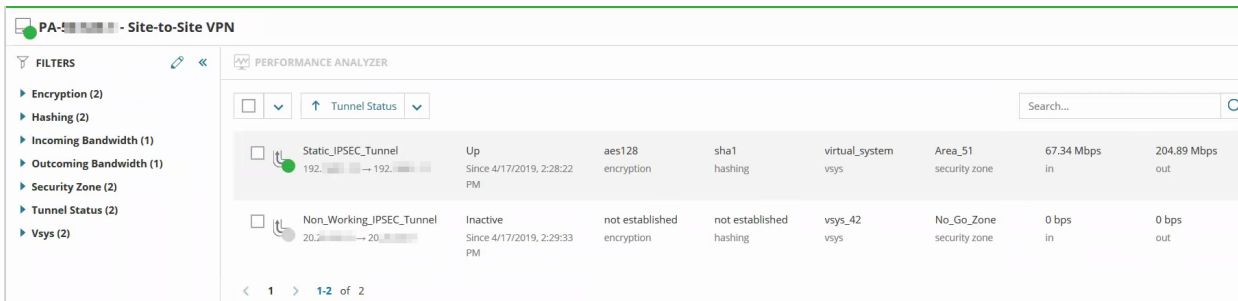 PA- - Site-to-Site VPN
FILTERS
PERFORMANCE ANALYZER
Encryption (2)
Hashing (2)
Incoming Bandwidth (1)
Outcoming Bandwidth (1)
Security Zone (2)
Tunnel Status (2)
Vsys (2)
Tunnel Status
Search...
Static_IPSEC_Tunnel Up aes128 sha1 virtual_system Area_51 67.34 Mbps 204.89 Mbps
192. → 192. Since 4/17/2019, 2:28:22 PM encryption hashing vsys security zone in out
Non_Working_IPSEC_Tunnel Inactive not established not established vsys_42 No_Go_Zone 0 bps 0 bps
20. → 20. Since 4/17/2019, 2:29:33 PM encryption hashing vsys security zone in out
1 1-2 of 2